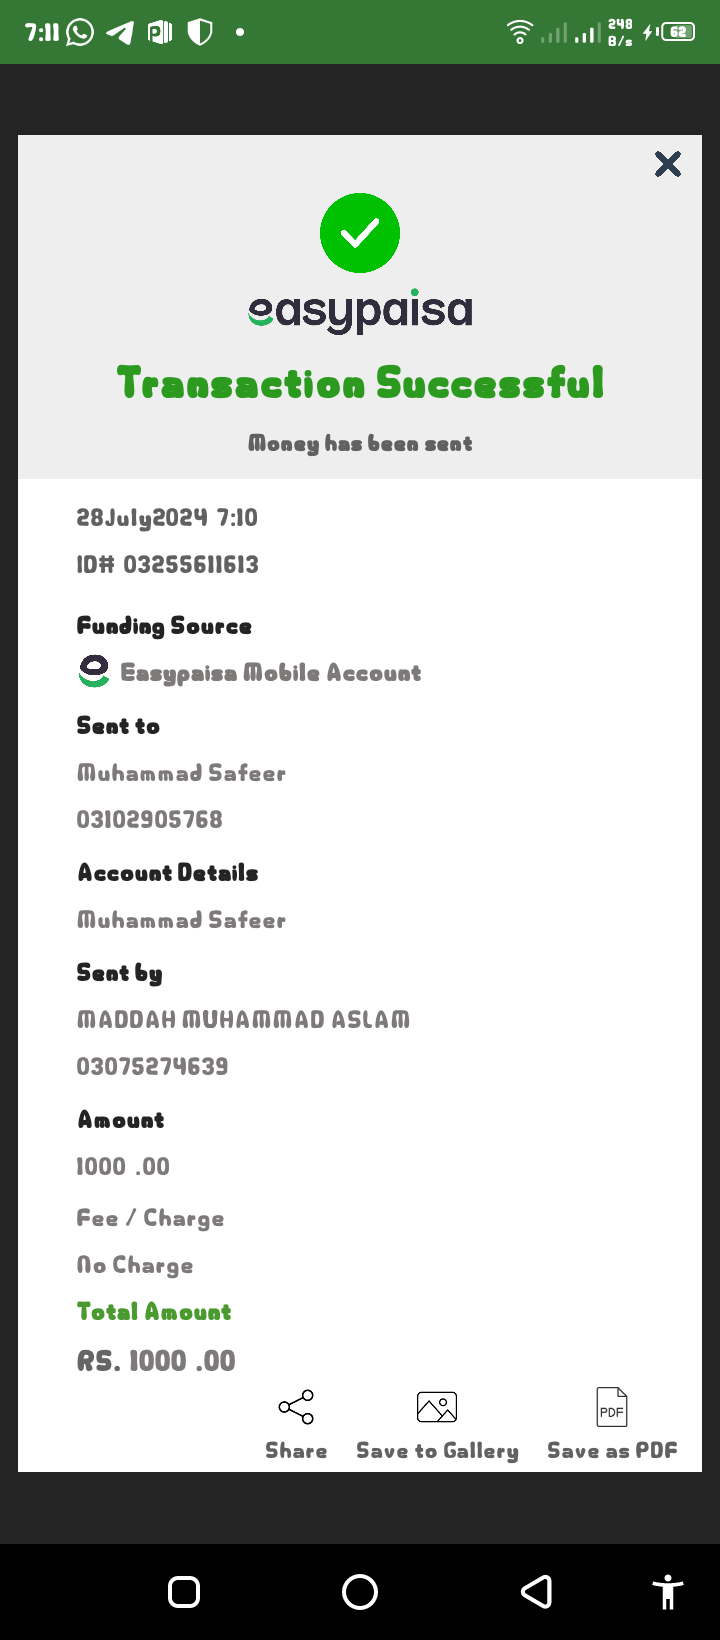 7:11
248
B/s
62
easypaisa
Transaction Successful
Money has been sent
28July2024 7:10
ID# 03255611613
Funding Source
Easypaisa Mobile Account
Sent to
Muhammad Safeer
03102905768
Account Details
Muhammad Safeer
Sent by
MADDAH MUHAMMAD ASLAM
03075274639
Amount
1000 .00
Fee / Charge
No Charge
Total Amount
RS. 1000 .00
PDF
Share Save to Gallery Save as PDF